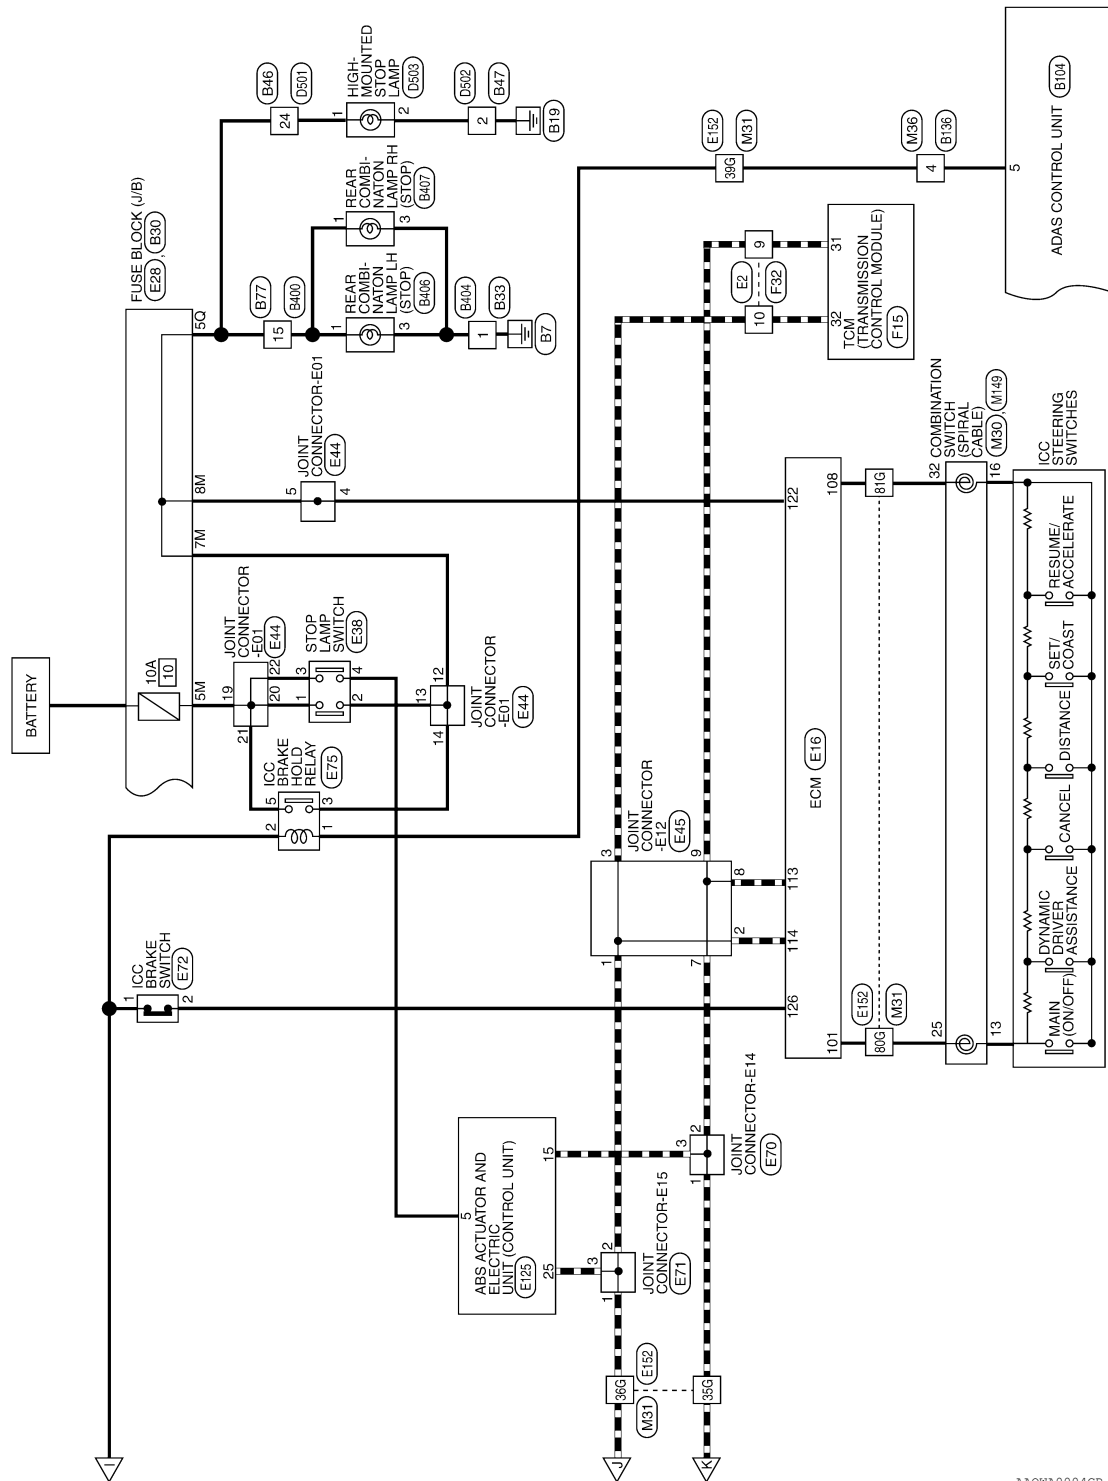 BATTERY
FUSE BLOCK (J/B)
E28 , B30
10A
10
5M
7M
8M
5Q
JOINT
CONNECTOR
-E01
E44
19
21
20
22
STOP
LAMP
SWITCH
E38
1
3
2
4
13
12
14
JOINT
CONNECTOR
-E01
E44
ICC
BRAKE
HOLD
RELAY
E75
2
5
1
3
JOINT
CONNECTOR-E01
E44
5
4
B77
B400
15
REAR
COMBI-
NATON
LAMP LH
(STOP)
B406
1
3
REAR
COMBI-
NATON
LAMP RH
(STOP)
B407
1
3
B404
B33
1
B7
B46
D501
24
HIGH-
MOUNTED
STOP
LAMP
D503
1
2
D502
B47
2
B19
ICC
BRAKE
SWITCH
E72
1
2
E152
M31
39G
M36
B136
4
5
ADAS CONTROL UNIT
B104
ABS ACTUATOR AND
ELECTRIC
UNIT (CONTROL UNIT)
E125
5
25
15
JOINT
CONNECTOR-E15
E71
1
3
2
JOINT
CONNECTOR-E14
E70
1
3
2
JOINT
CONNECTOR
-E12
E45
1
3
7
9
2
8
E2
F32
10
9
32
31
TCM
(TRANSMISSION
CONTROL MODULE)
F15
ECM
E16
126
114
113
122
101
108
E152
M31
80G
81G
25
32
COMBINATION
SWITCH
(SPIRAL
CABLE)
M30 , M149
13
16
ICC
STEERING
SWITCHES
MAIN
(ON/OFF)
DYNAMIC
DRIVER
ASSISTANCE
CANCEL
DISTANCE
SET/
COAST
RESUME/
ACCELERATE
E152
M31
36G
35G
I
J
K